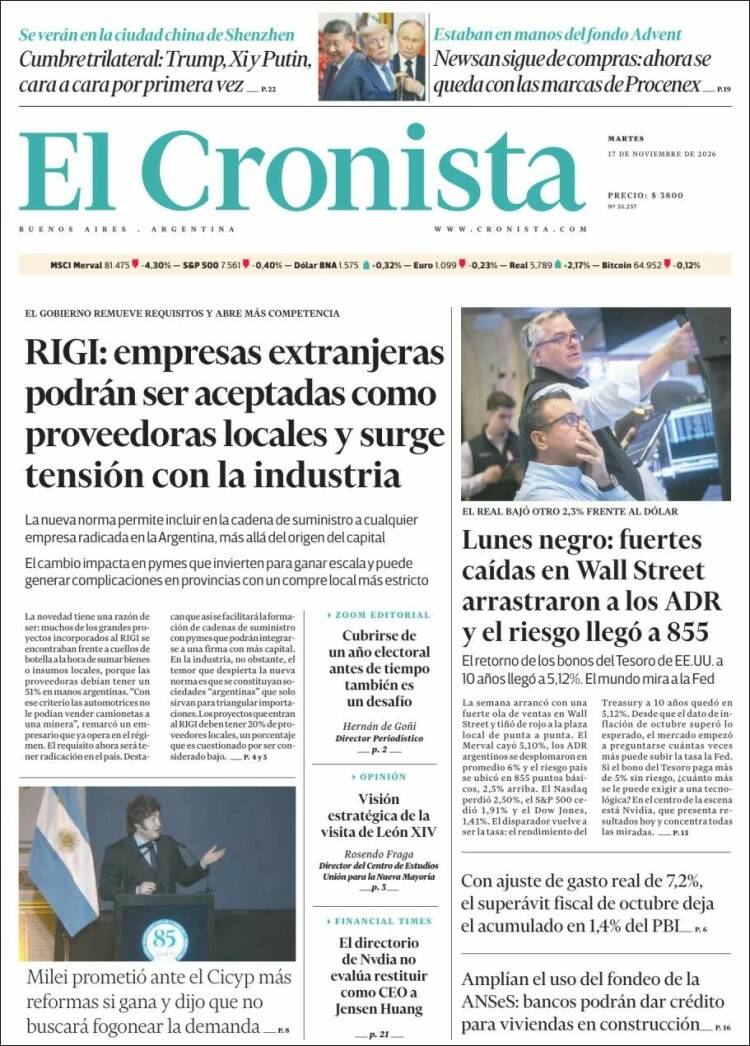 Se verán en la ciudad china de Shenzhen
Cumbre trilateral: Trump, Xi y Putin,
cara a cara por primera vez __ P. 22
Estaban en manos del fondo Advent
Newsan sigue de compras: ahora se
queda con las marcas de Procenex __ P.19
El Cronista
BUENOS AIRES . ARGENTINA
WWW.CRONISTA.COM
MARTES
17 DE NOVIEMBRE DE 2026
PRECIO: $ 3800
Nº 35.237
MSCI Merval 81.475 -4,30% — S&P 500 7.561 -0,40% — Dólar BNA 1.575 +0,32% — Euro 1.099 -0,23% — Real 5,789 +2,17% — Bitcoin 64.952 -0,12%
EL GOBIERNO REMUEVE REQUISITOS Y ABRE MÁS COMPETENCIA
RIGI: empresas extranjeras
podrán ser aceptadas como
proveedoras locales y surge
tensión con la industria
La nueva norma permite incluir en la cadena de suministro a cualquier
empresa radicada en la Argentina, más allá del origen del capital
El cambio impacta en pymes que invierten para ganar escala y puede
generar complicaciones en provincias con un compre local más estricto
La novedad tiene una razón de
ser: muchos de los grandes pro-
yectos incorporados al RIGI se
encontraban frente a cuellos de
botella a la hora de sumar bienes
o insumos locales, porque las
proveedoras debían tener un
51% en manos argentinas. "Con
ese criterio las automotrices no
le podían vender camionetas a
una minera", remarcó un em-
presario que ya opera en el régi-
men. El requisito ahora será te-
ner radicación en el país. Desta-
can que así se facilitará la forma-
ción de cadenas de suministro
con pymes que podrán integrar-
se a una firma con más capital.
En la industria, no obstante, el
temor que despierta la nueva
norma es que se constituyan so-
ciedades "argentinas" que solo
sirvan para triangular importa-
ciones. Los proyectos que entran
al RIGI deben tener 20% de pro-
veedores locales, un porcentaje
que es cuestionado por ser con-
siderado bajo. __ P. 4 y 5
Milei prometió ante el Cicyp más
reformas si gana y dijo que no
buscará fogonear la demanda __ P. 8
85
ZOOM EDITORIAL
Cubrirse de
un año electoral
antes de tiempo
también es
un desafío
Hernán de Goñi
Director Periodístico
__ p. 2 __
OPINIÓN
Visión
estratégica de la
visita de León XIV
Rosendo Fraga
Director del Centro de Estudios
Unión para la Nueva Mayoría
__p. 3__
FINANCIAL TIMES
El directorio
de Nvdia no
evalúa restituir
como CEO a
Jensen Huang
__p. 21__
EL REAL BAJÓ OTRO 2,3% FRENTE AL DÓLAR
Lunes negro: fuertes
caídas en Wall Street
arrastraron a los ADR
y el riesgo llegó a 855
El retorno de los bonos del Tesoro de EE.UU. a
10 años llegó a 5,12%. El mundo mira a la Fed
La semana arrancó con una
fuerte ola de ventas en Wall
Street y tiñó de rojo a la plaza
local de punta a punta. El
Merval cayó 5,10%, los ADR
argentinos se desplomaron en
promedio 6% y el riesgo país
se ubicó en 855 puntos bási-
cos, 2,5% arriba. El Nasdaq
perdió 2,50%, el S&P 500 ce-
dió 1,91% y el Dow Jones,
1,41%. El disparador vuelve a
ser la tasa: el rendimiento del
Treasury a 10 años quedó en
5,12%. Desde que el dato de in-
flación de octubre superó lo
esperado, el mercado empezó
a preguntarse cuántas veces
más puede subir la tasa la Fed.
Si el bono del Tesoro paga más
de 5% sin riesgo, ¿cuánto más
se le puede exigir a una tec-
nológica? En el centro de la escena
está Nvidia, que presenta re-
sultados hoy y concentra todas
las miradas. __ P. 15
Con ajuste de gasto real de 7,2%,
el superávit fiscal de octubre deja
el acumulado en 1,4% del PBI__ P. 6
Amplían el uso del fondeo de la
ANSeS: bancos podrán dar crédito
para viviendas en construcción__ P. 16